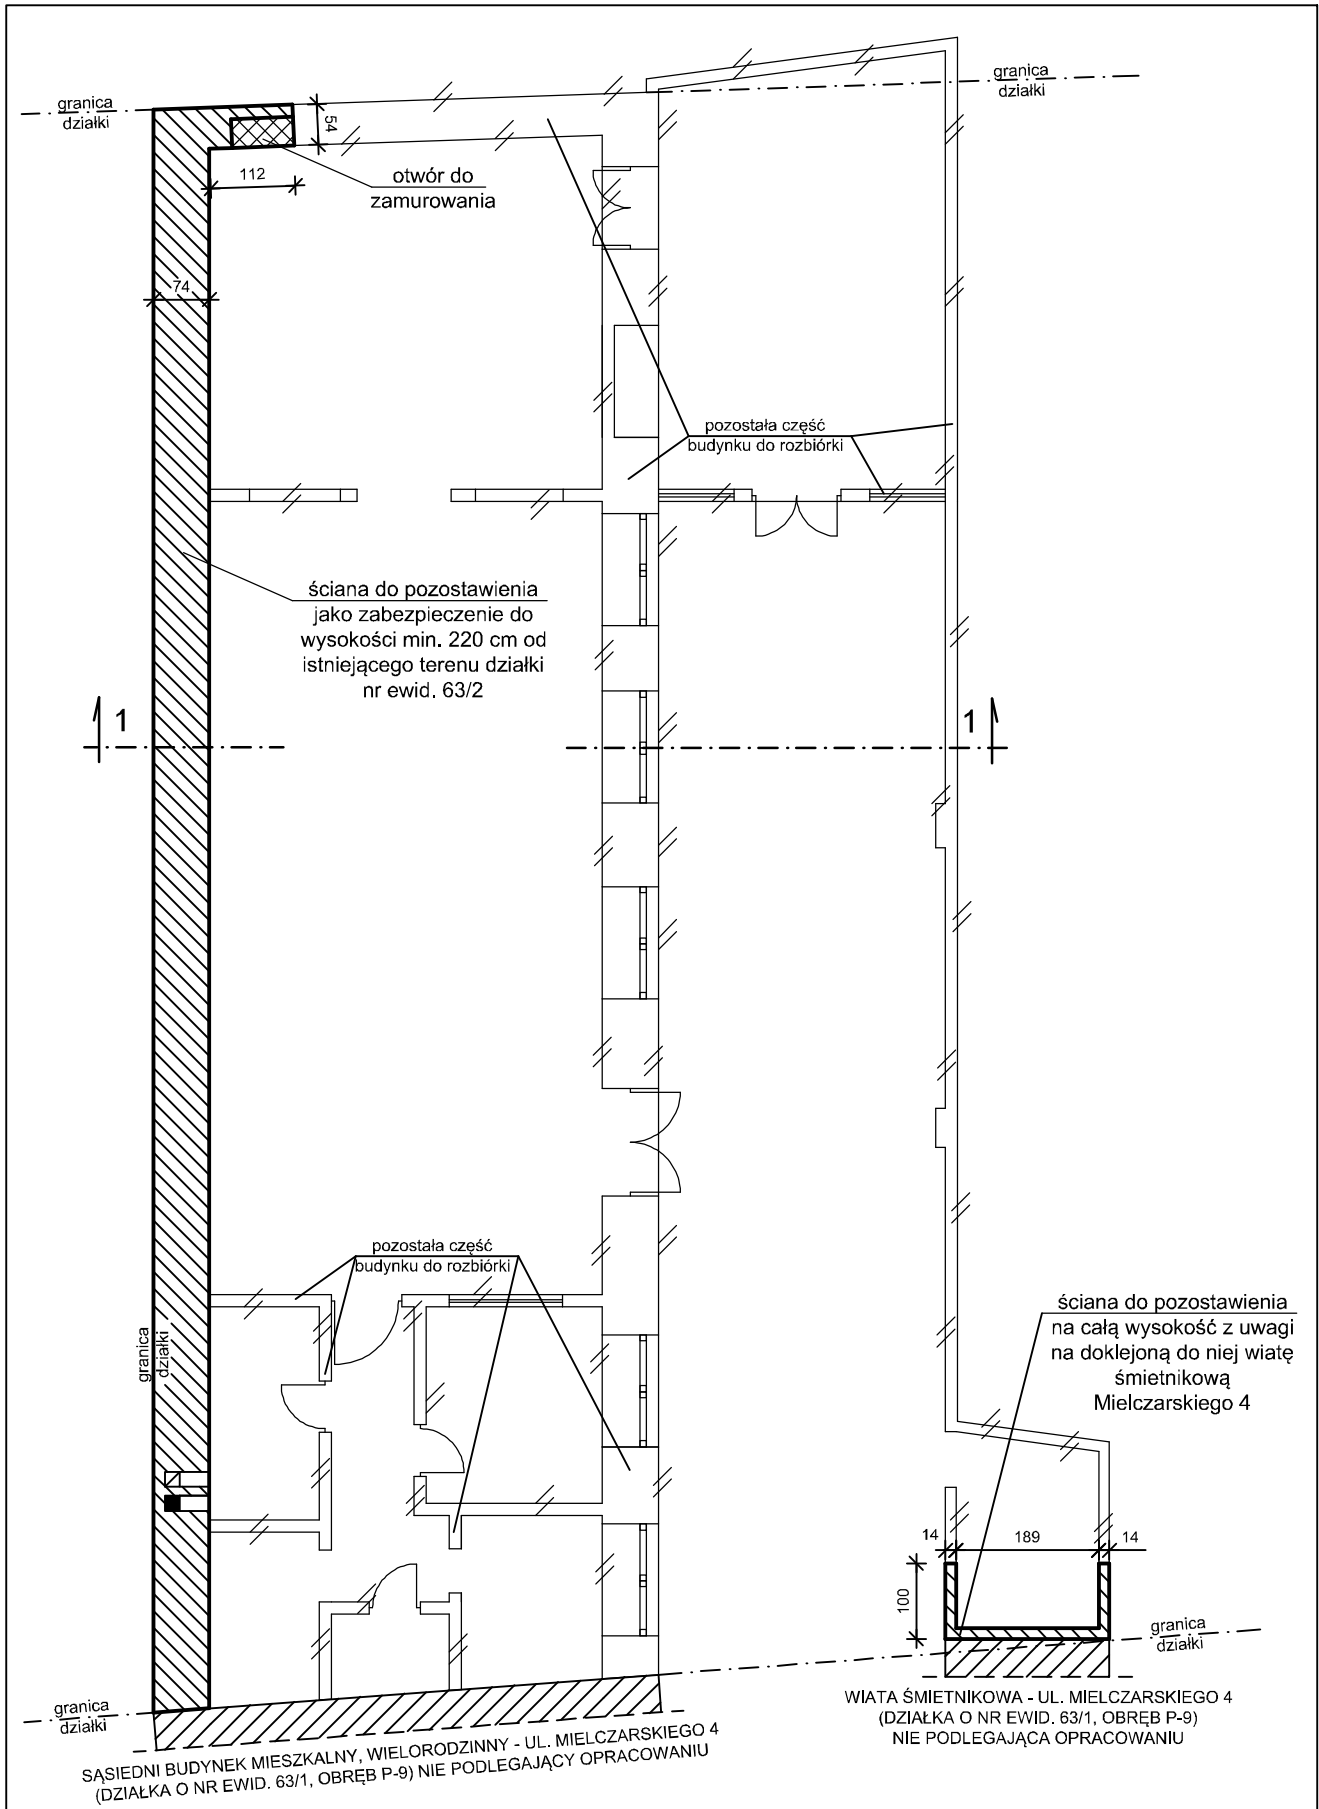 granica
działki
granica
działki
54
112
otwór do
zamurowania
74
pozostała część
budynku do rozbiórki
ściana do pozostawienia
jako zabezpieczenie do
wysokości min. 220 cm od
istniejącego terenu działki
nr ewid. 63/2
1
1
pozostała część
budynku do rozbiórki
granica
działki
ściana do pozostawienia
na całą wysokość z uwagi
na doklejoną do niej wiatę
śmietnikową
Mielczarskiego 4
14
189
14
100
granica
działki
granica
działki
WIATA ŚMIETNIKOWA - UL. MIELCZARSKIEGO 4
(DZIAŁKA O NR EWID. 63/1, OBRĘB P-9)
NIE PODLEGAJĄCA OPRACOWANIU
SĄSIEDNI BUDYNEK MIESZKALNY, WIELORODZINNY - UL. MIELCZARSKIEGO 4
(DZIAŁKA O NR EWID. 63/1, OBRĘB P-9) NIE PODLEGAJĄCY OPRACOWANIU